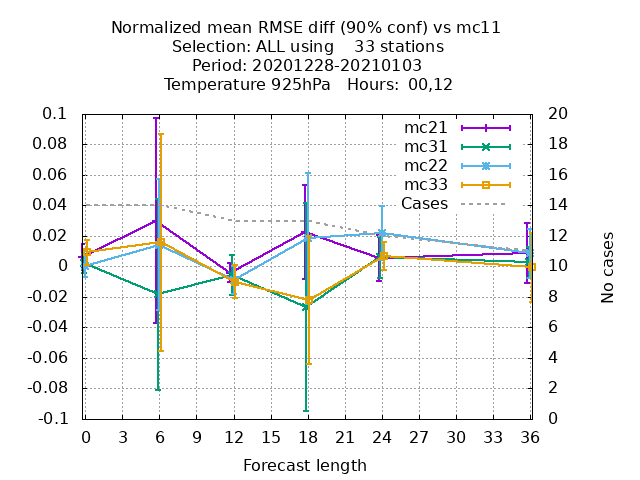 Normalized mean RMSE diff (90% conf) vs mc11
Selection: ALL using    33 stations
Period: 20201228-20210103
Temperature 925hPa   Hours:  00,12
0.1
0.08
0.06
0.04
0.02
0
-0.02
-0.04
-0.06
-0.08
-0.1
mc21
mc31
mc22
mc33
Cases
20
18
16
14
12
10
8
6
4
2
0
No cases
0 3 6 9 12 15 18 21 24 27 30 33 36
Forecast length